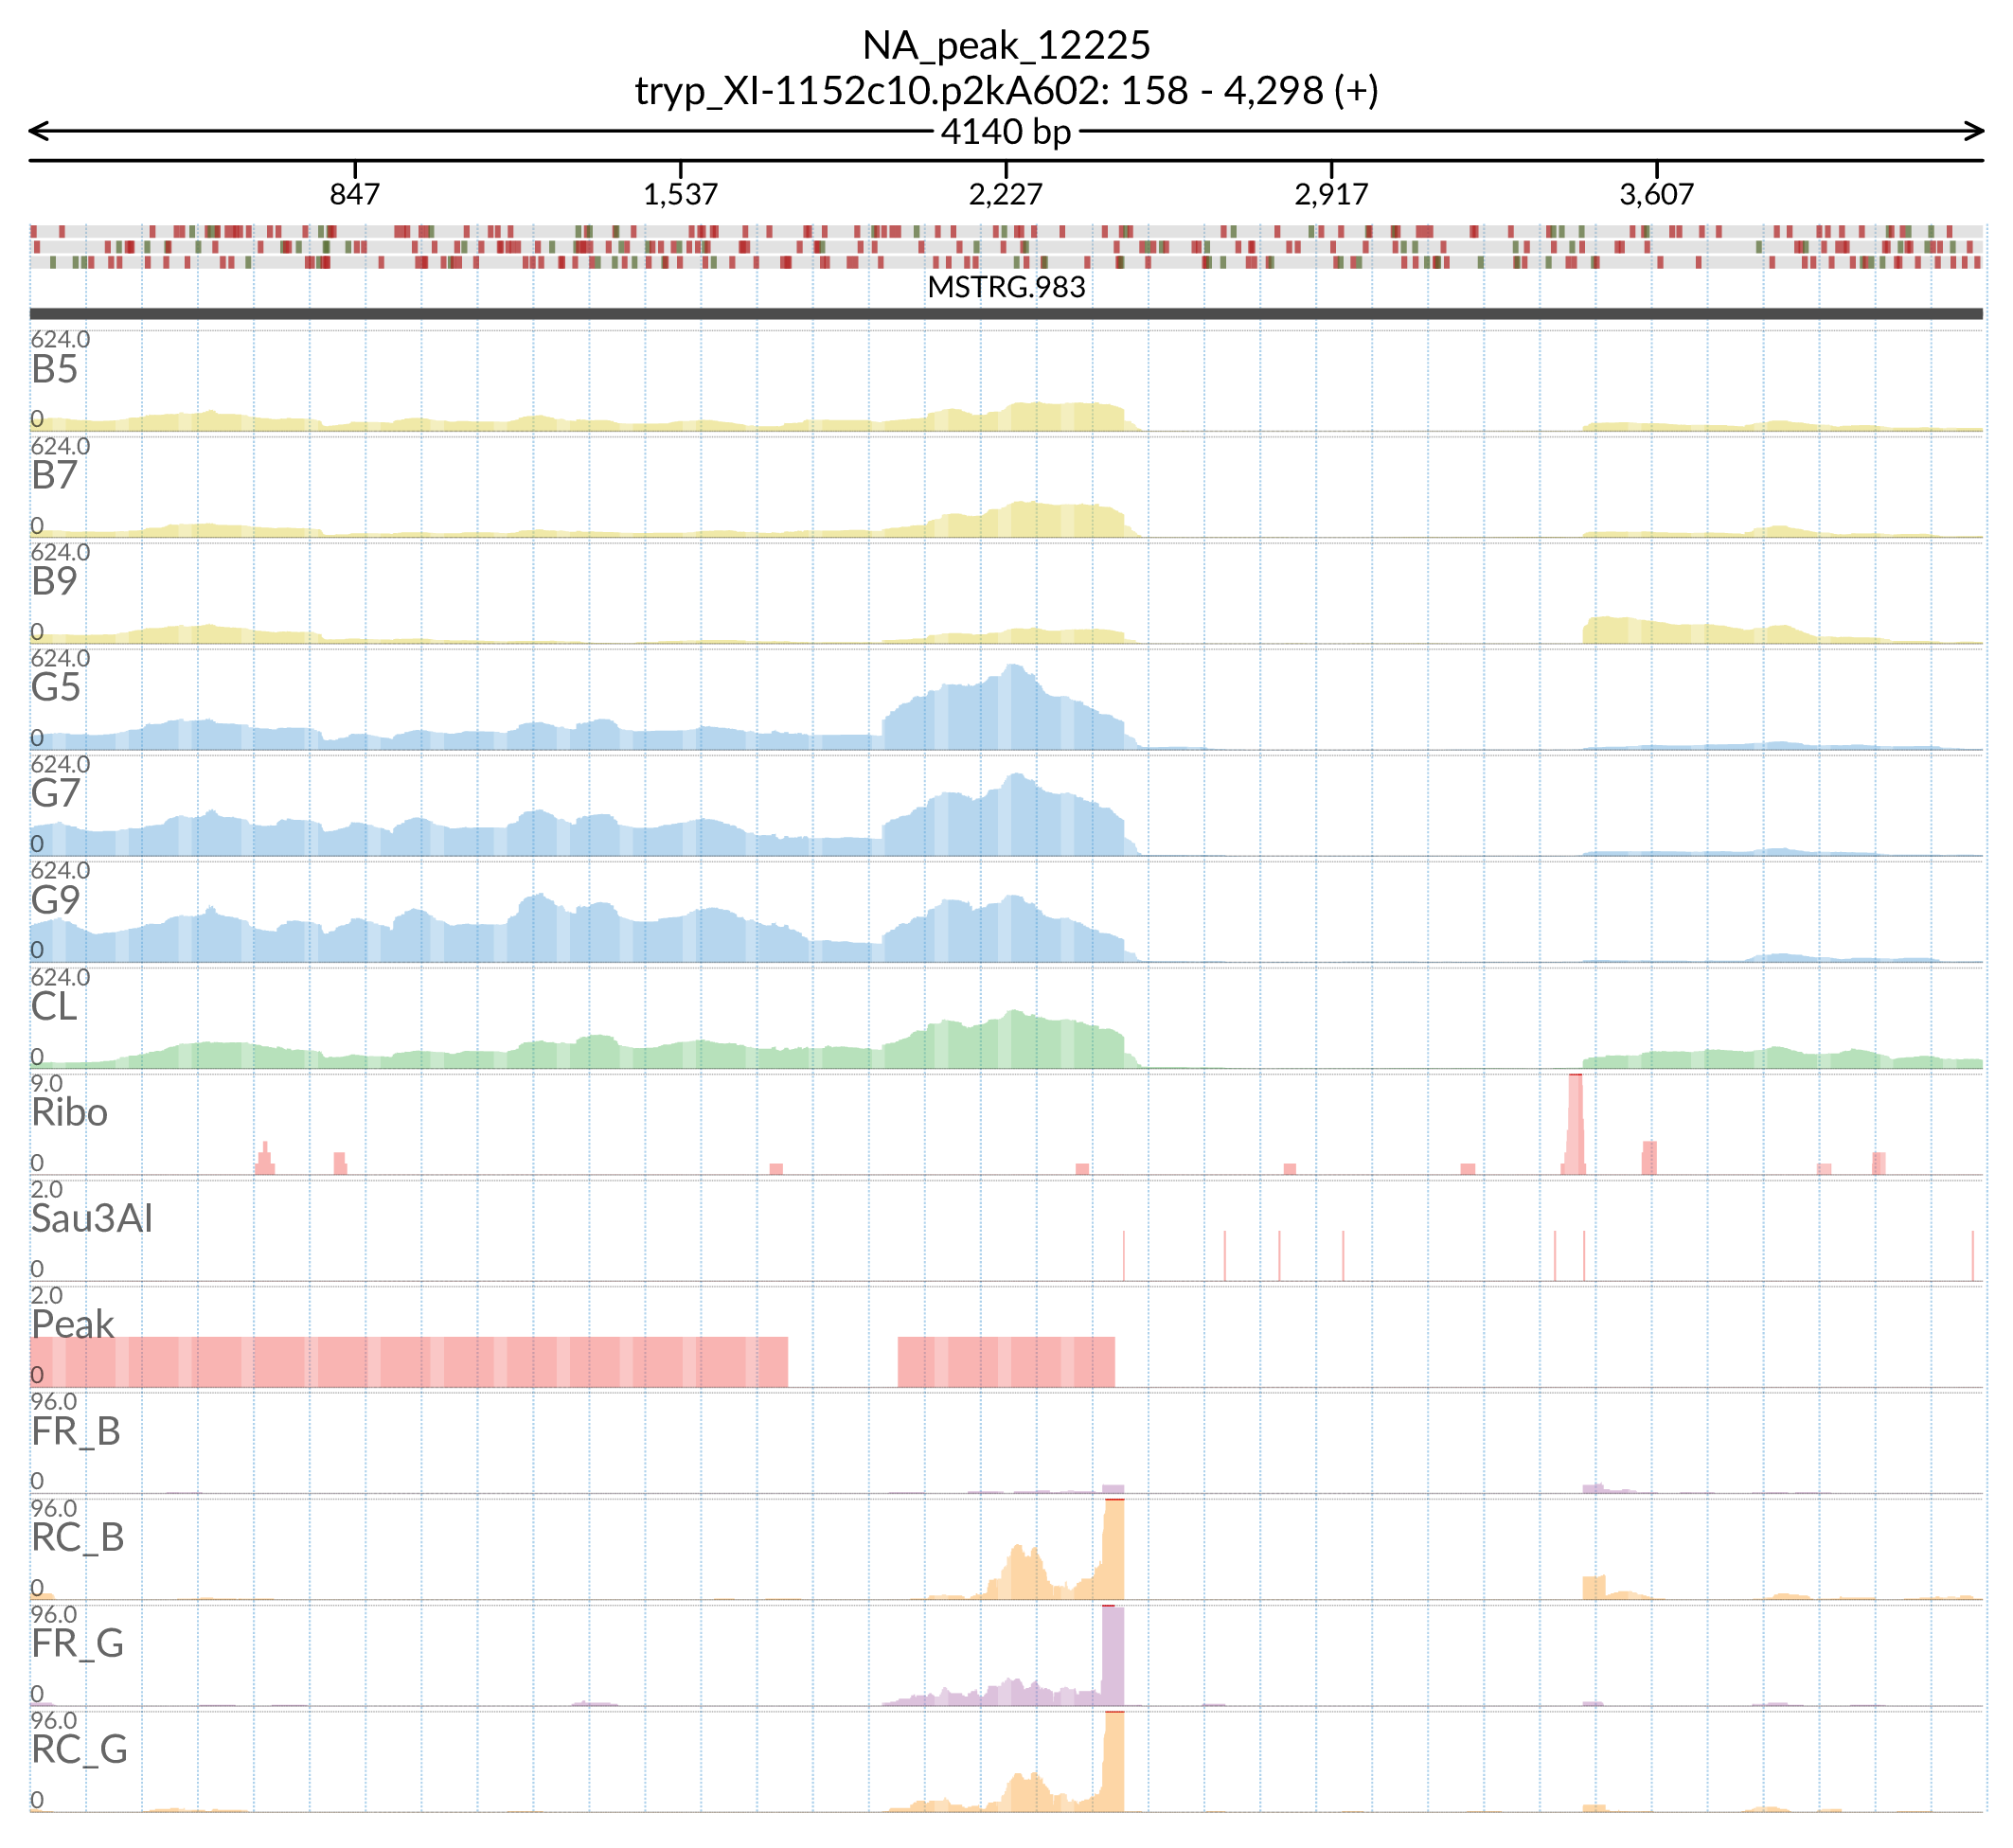 NA_peak_12225
tryp_XI-1152c10.p2kA602: 158 - 4,298 (+)
4140 bp
847 1,537 2,227 2,917 3,607
MSTRG.983
624.0
B5
0
624.0
B7
0
624.0
B9
0
624.0
G5
0
624.0
G7
0
624.0
G9
0
624.0
CL
0
9.0
Ribo
0
2.0
Sau3AI
0
2.0
Peak
0
96.0
FR_B
0
96.0
RC_B
0
96.0
FR_G
0
96.0
RC_G
0